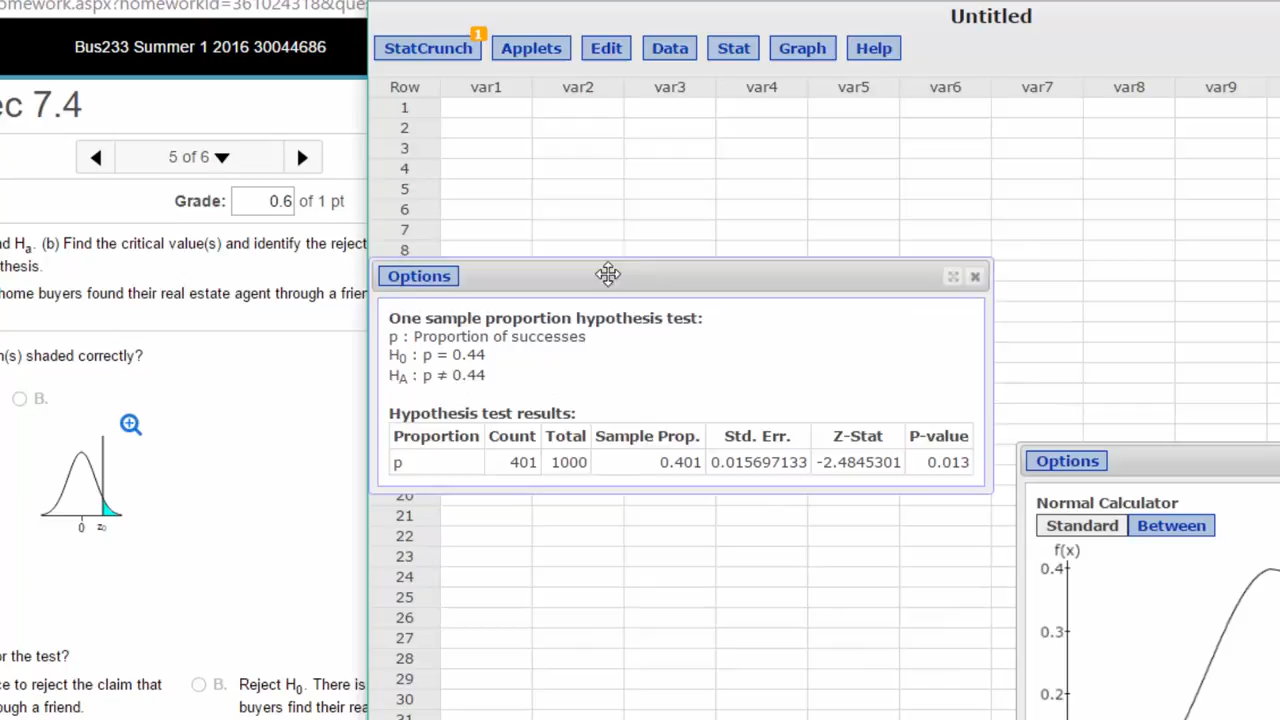 omework.aspx?homeworkId=361024318&que
Bus233 Summer 1 2016 30044686
ec 7.4
5 of 6
Grade: 0.6 of 1 pt
nd Ha. (b) Find the critical value(s) and identify the reject
thesis.
home buyers found their real estate agent through a frien
n(s) shaded correctly?
B.
0 z₀
or the test?
ce to reject the claim that
ough a friend.
B. Reject H0. There is
buyers find their rea
Untitled
StatCrunch 1 Applets Edit Data Stat Graph Help
Row var1 var2 var3 var4 var5 var6 var7 var8 var9
1
2
3
4
5
6
7
8
Options
One sample proportion hypothesis test:
p : Proportion of successes
H0 : p = 0.44
HA : p ≠ 0.44
Hypothesis test results:
Proportion Count Total Sample Prop. Std. Err. Z-Stat P-value
p 401 1000 0.401 0.015697133 -2.4845301 0.013
20
21
22
23
24
25
26
27
28
29
30
31
Options
Normal Calculator
Standard Between
f(x)
0.4
0.3
0.2